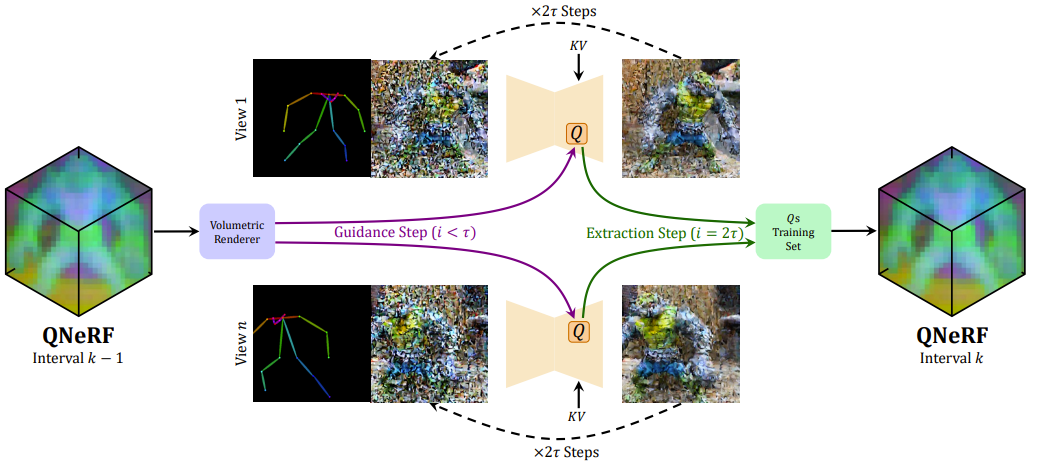 ×2τ Steps
KV
View 1
Q
Volumetric
Renderer
Guidance Step (i < τ)
Extraction Step (i = 2τ)
Qs
Training
Set
QNeRF
Interval k − 1
QNeRF
Interval k
View n
Q
KV
×2τ Steps